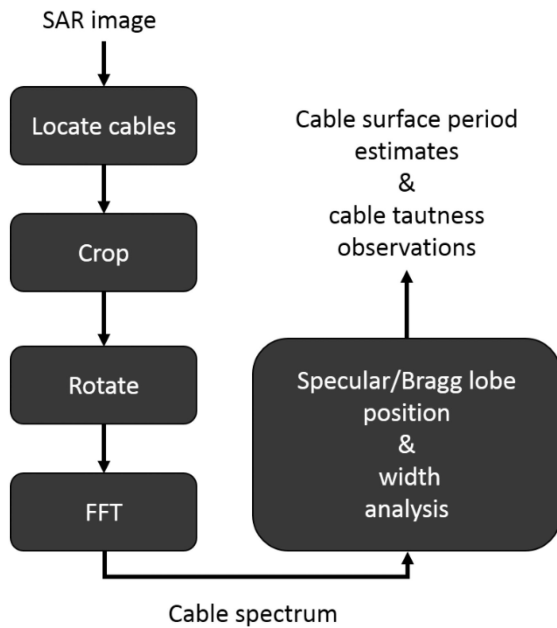 SAR image
Locate cables
Crop
Rotate
FFT
Cable spectrum
Specular/Bragg lobe
position
&
width
analysis
Cable surface period
estimates
&
cable tautness
observations